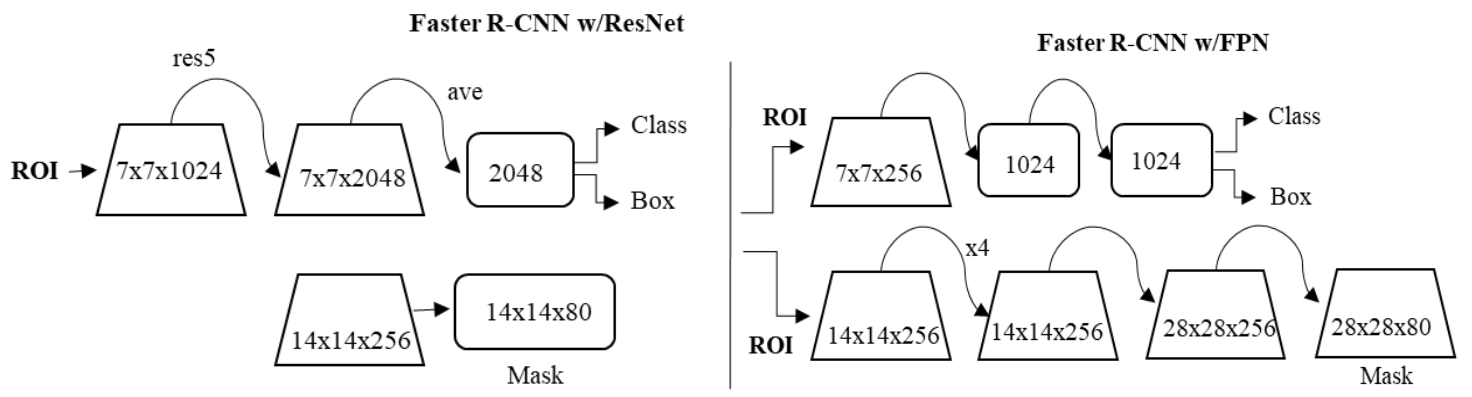 Faster R-CNN w/ResNet
res5
ave
ROI
7x7x1024
7x7x2048
2048
Class
Box
14x14x256
14x14x80
Mask
Faster R-CNN w/FPN
ROI
7x7x256
1024
1024
Class
Box
x4
ROI
14x14x256
14x14x256
28x28x256
28x28x80
Mask